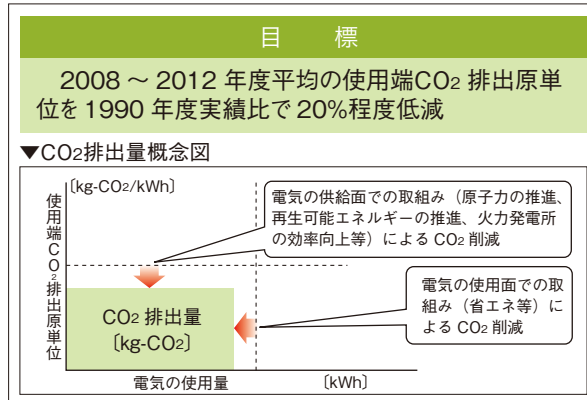 目　標
2008 ～ 2012 年度平均の使用端CO₂ 排出原単
位を 1990 年度実績比で 20%程度低減
▼CO₂排出量概念図
〔kg-CO₂/kWh〕
使用端CO₂排出原単位
電気の供給面での取組み（原子力の推進、
再生可能エネルギーの推進、火力発電所
の効率向上等）による CO₂ 削減
電気の使用面での取
組み（省エネ等）に
よる CO₂ 削減
CO₂ 排出量
〔kg-CO₂〕
電気の使用量
〔kWh〕